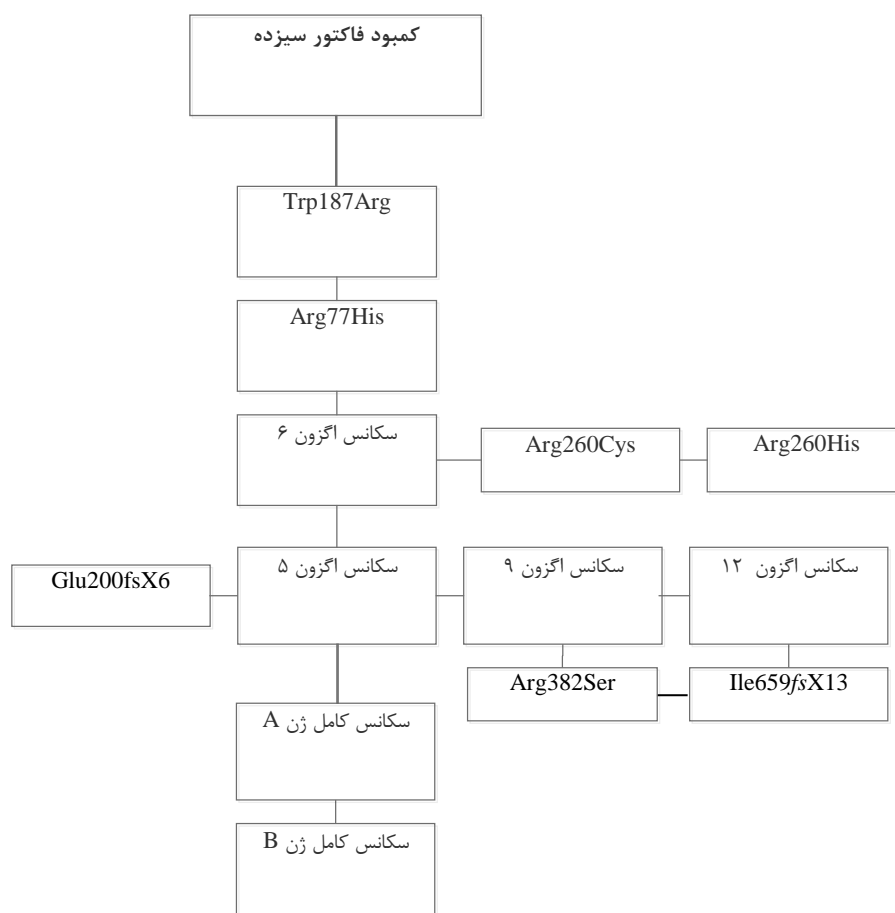 کمبود فاکتور سیزده
Trp187Arg
Arg77His
سکانس اگزون ۶
Arg260Cys
Arg260His
Glu200fsX6
سکانس اگزون ۵
سکانس اگزون ۹
سکانس اگزون ۱۲
Arg382Ser
Ile659fsX13
سکانس کامل ژن A
سکانس کامل ژن B